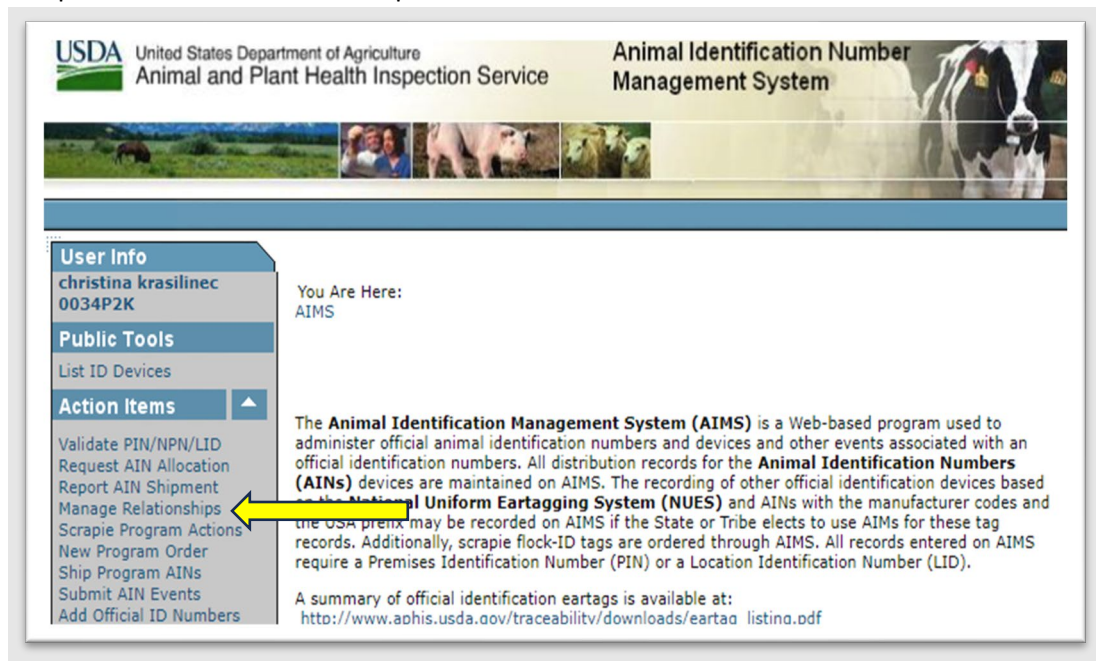 USDA United States Department of Agriculture
Animal and Plant Health Inspection Service
Animal Identification Number
Management System
User Info
christina krasilinec
0034P2K
Public Tools
List ID Devices
Action Items
Validate PIN/NPN/LID
Request AIN Allocation
Report AIN Shipment
Manage Relationships
Scrapie Program Actions
New Program Order
Ship Program AINs
Submit AIN Events
Add Official ID Numbers
You Are Here:
AIMS
The Animal Identification Management System (AIMS) is a Web-based program used to
administer official animal identification numbers and devices and other events associated with an
official identification numbers. All distribution records for the Animal Identification Numbers
(AINs) devices are maintained on AIMS. The recording of other official identification devices based
on the National Uniform Eartagging System (NUES) and AINs with the manufacturer codes and
the USA prefix may be recorded on AIMS if the State or Tribe elects to use AIMs for these tag
records. Additionally, scrapie flock-ID tags are ordered through AIMS. All records entered on AIMS
require a Premises Identification Number (PIN) or a Location Identification Number (LID).
A summary of official identification eartags is available at:
http://www.aphis.usda.gov/traceability/downloads/eartag_listing.pdf